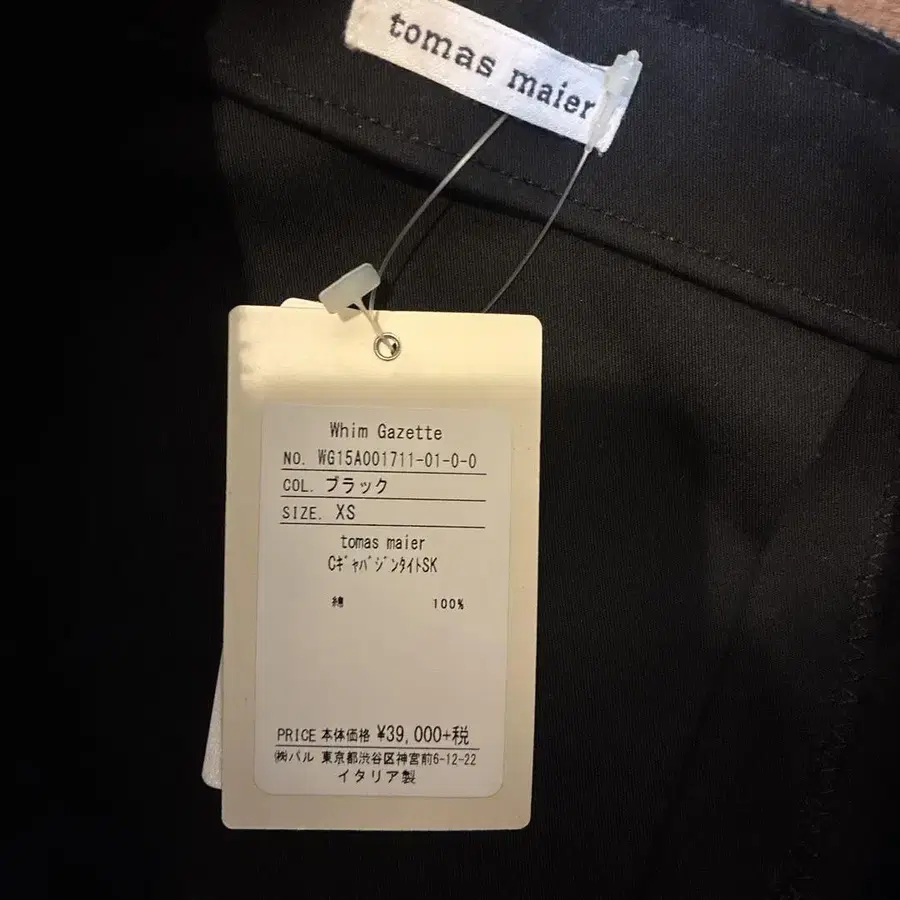 tomas maier
Whim Gazette
NO. WG15A001711-01-0-0
COL. ブラック
SIZE. XS
tomas maier
CｷﾞｬﾊﾞｼﾞﾝﾀｲﾄSK
綿 100%
PRICE 本体価格 ¥39,000+税
㈱パル 東京都渋谷区神宮前6-12-22
イタリア製